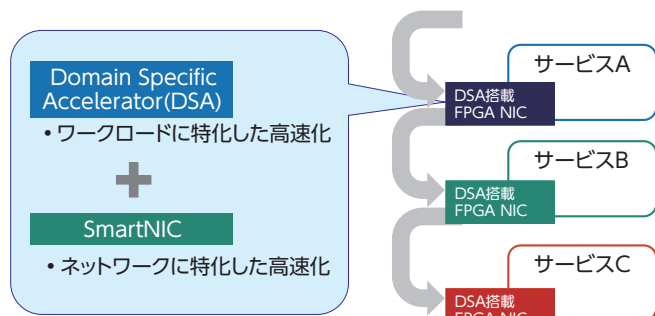 Domain Specific
Accelerator(DSA)
• ワークロードに特化した高速化
SmartNIC
• ネットワークに特化した高速化
サービスA
DSA搭載
FPGA NIC
サービスB
DSA搭載
FPGA NIC
サービスC
DSA搭載
FPGA NIC